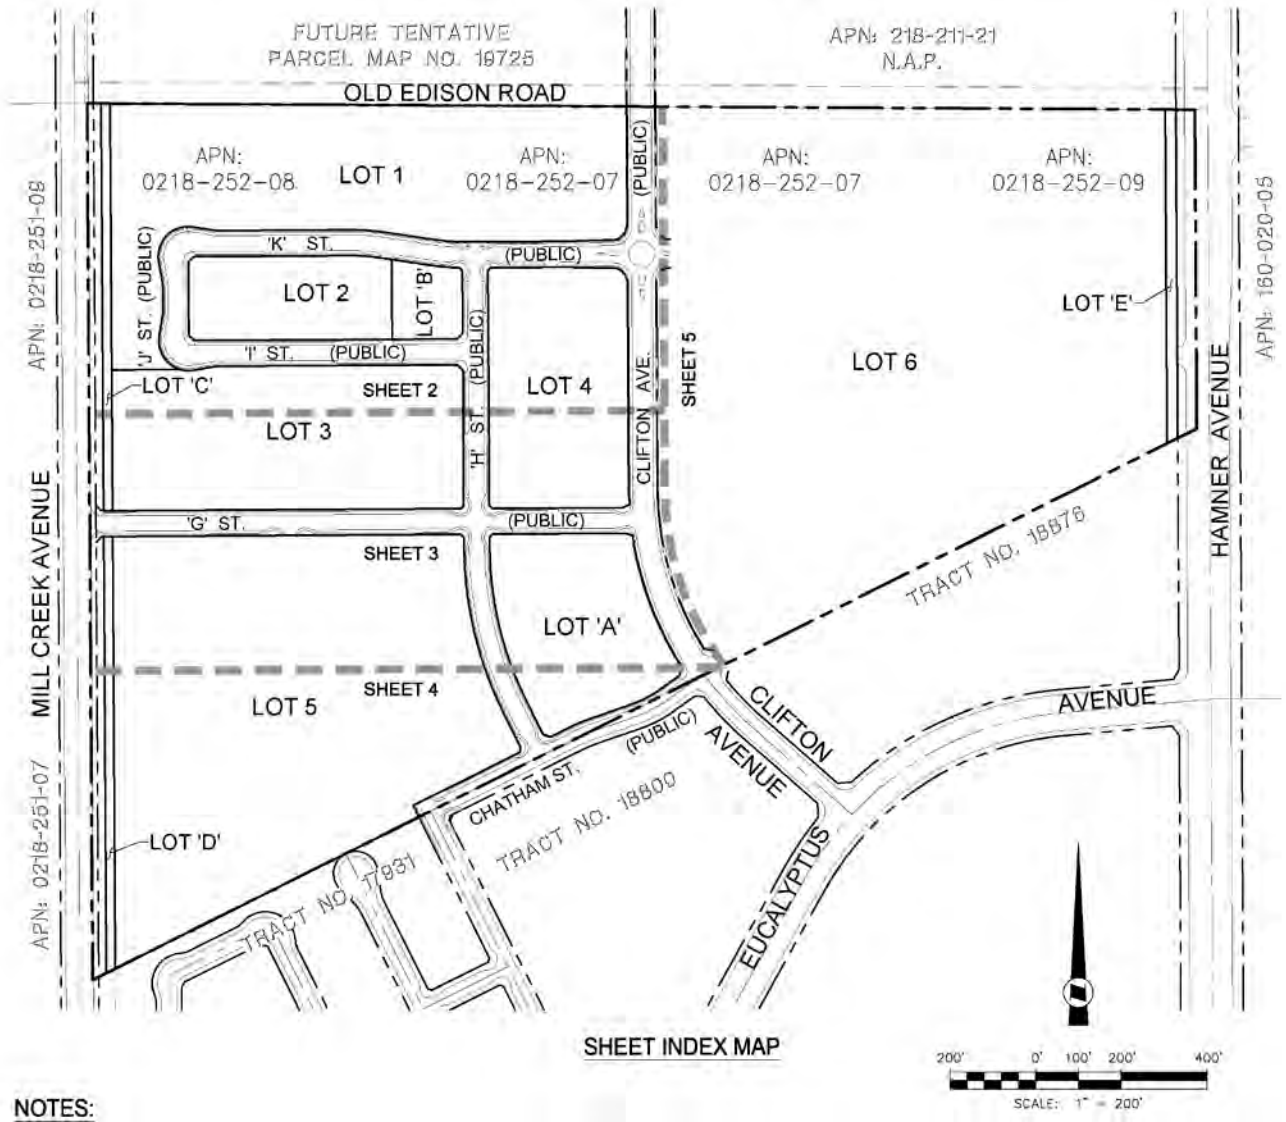 FUTURE TENTATIVE
PARCEL MAP NO. 19725
APN: 218-211-21
N.A.P.
OLD EDISON ROAD
APN:
0218-252-08
LOT 1
APN:
0218-252-07
(PUBLIC)
APN:
0218-252-07
APN:
0218-252-09
APN: 0218-251-09
APN: 160-020-05
'K' ST.
(PUBLIC)
'J' ST. (PUBLIC)
LOT 2
LOT 'B'
LOT 'E'
'I' ST. (PUBLIC)
(PUBLIC)
SHEET 5
LOT 6
LOT 'C'
SHEET 2
LOT 4
CLIFTON AVE.
HAMNER AVENUE
LOT 3
'H' ST.
MILL CREEK AVENUE
'G' ST.
(PUBLIC)
SHEET 3
TRACT NO. 18876
LOT 'A'
SHEET 4
LOT 5
CLIFTON
AVENUE
AVENUE
(PUBLIC)
CHATHAM ST.
TRACT NO. 18800
APN: 0218-251-07
LOT 'D'
TRACT NO. 17931
EUCALYPTUS
SHEET INDEX MAP
200' 0' 100' 200' 400'
SCALE: 1" = 200'
NOTES: